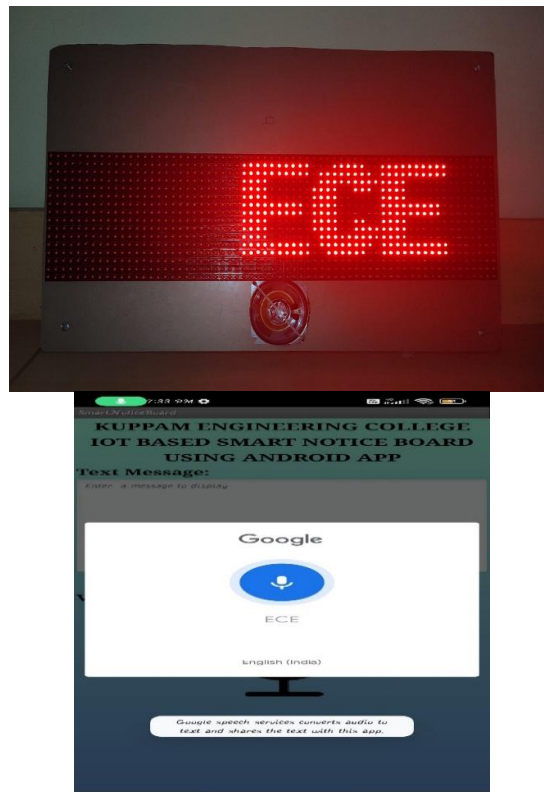 ECE
7:33 PM
SmartNoticeBoard
KUPPAM ENGINEERING COLLEGE
IOT BASED SMART NOTICE BOARD
USING ANDROID APP
Text Message:
Enter a message to display
Google
ECE
English (India)
Google speech services converts audio to
text and shares the text with this app.